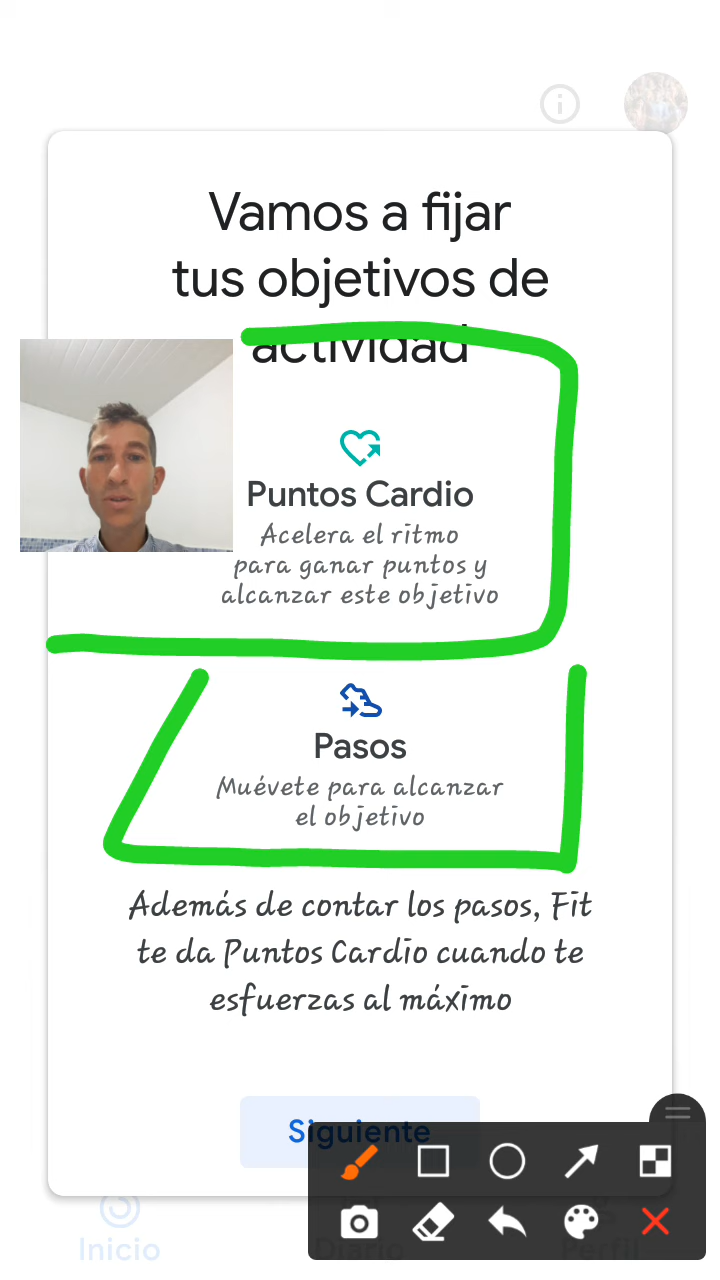 Vamos a fijar
tus objetivos de
actividad
Puntos Cardio
Acelera el ritmo
para ganar puntos y
alcanzar este objetivo
Pasos
Muévete para alcanzar
el objetivo
Además de contar los pasos, Fit
te da Puntos Cardio cuando te
esfuerzas al máximo
Siguiente
Inicio
Diario
Perfil